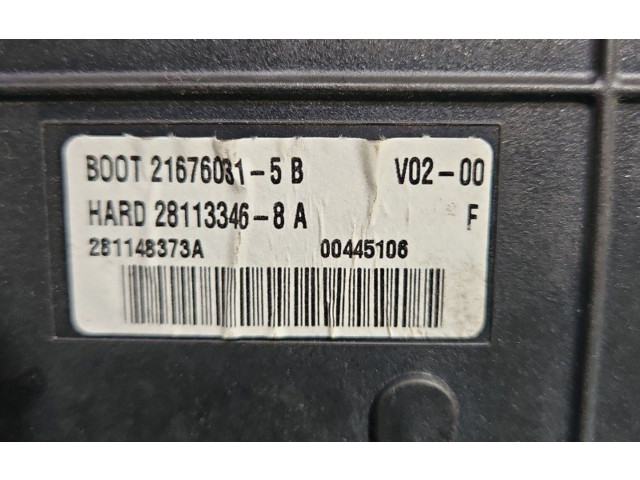 BOOT 21676031-5 B V02-00
HARD 28113346-8 A F
281148373A 00445106